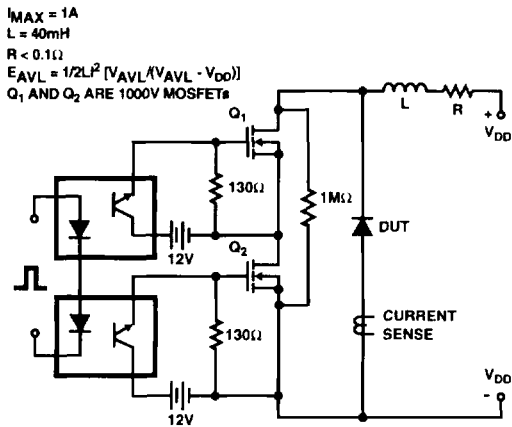 IMAX = 1A
L = 40mH
R < 0.1Ω
EAVL = 1/2LI² [VAVL/(VAVL - VDD)]
Q1 AND Q2 ARE 1000V MOSFETs
Q1
L
R
+
VDD
130Ω
1MΩ
DUT
12V
Q2
130Ω
CURRENT
SENSE
VDD
-
12V